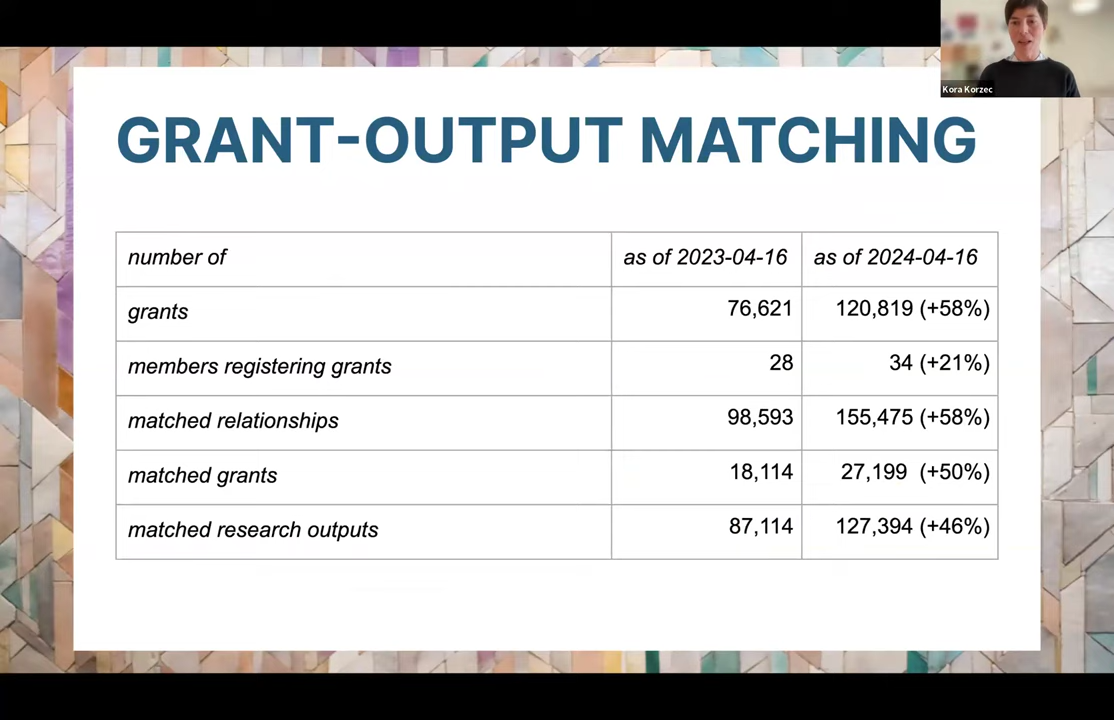 Kora Korzec
GRANT-OUTPUT MATCHING
number of as of 2023-04-16 as of 2024-04-16
grants 76,621 120,819 (+58%)
members registering grants 28 34 (+21%)
matched relationships 98,593 155,475 (+58%)
matched grants 18,114 27,199 (+50%)
matched research outputs 87,114 127,394 (+46%)